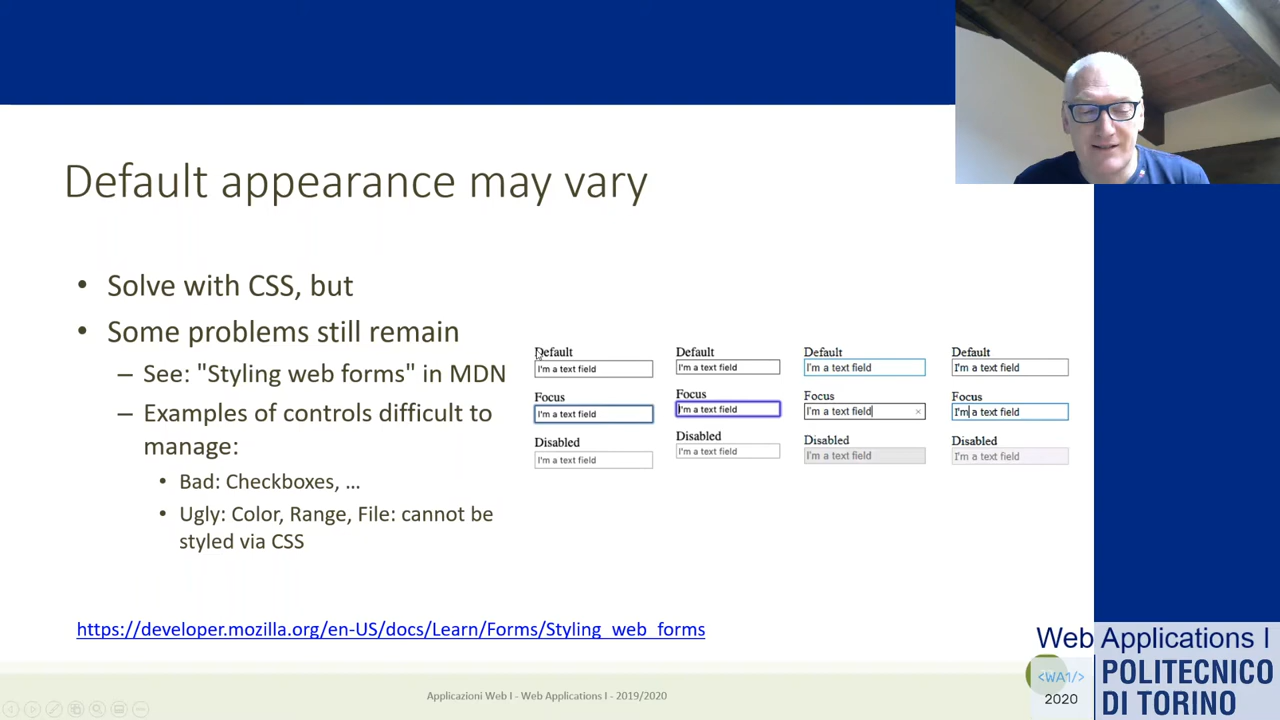 Default appearance may vary
• Solve with CSS, but
• Some problems still remain
– See: "Styling web forms" in MDN
– Examples of controls difficult to
manage:
• Bad: Checkboxes, ...
• Ugly: Color, Range, File: cannot be
styled via CSS
Default
I'm a text field
Focus
I'm a text field
Disabled
I'm a text field
Default
I'm a text field
Focus
I'm a text field
Disabled
I'm a text field
Default
I'm a text field
Focus
I'm a text field ×
Disabled
I'm a text field
Default
I'm a text field
Focus
I'm a text field
Disabled
I'm a text field
https://developer.mozilla.org/en-US/docs/Learn/Forms/Styling_web_forms
Applicazioni Web I - Web Applications I - 2019/2020
Web Applications I
<WA1/>
2020
POLITECNICO
DI TORINO